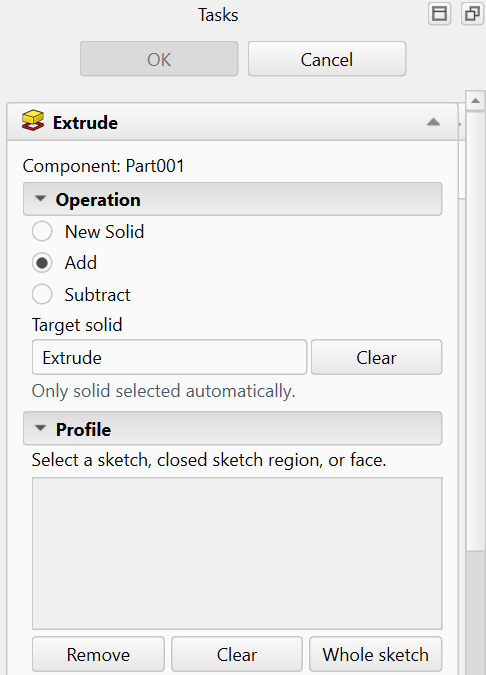 Tasks
OK Cancel
Extrude
Component: Part001
Operation
New Solid
Add
Subtract
Target solid
Extrude Clear
Only solid selected automatically.
Profile
Select a sketch, closed sketch region, or face.
Remove Clear Whole sketch